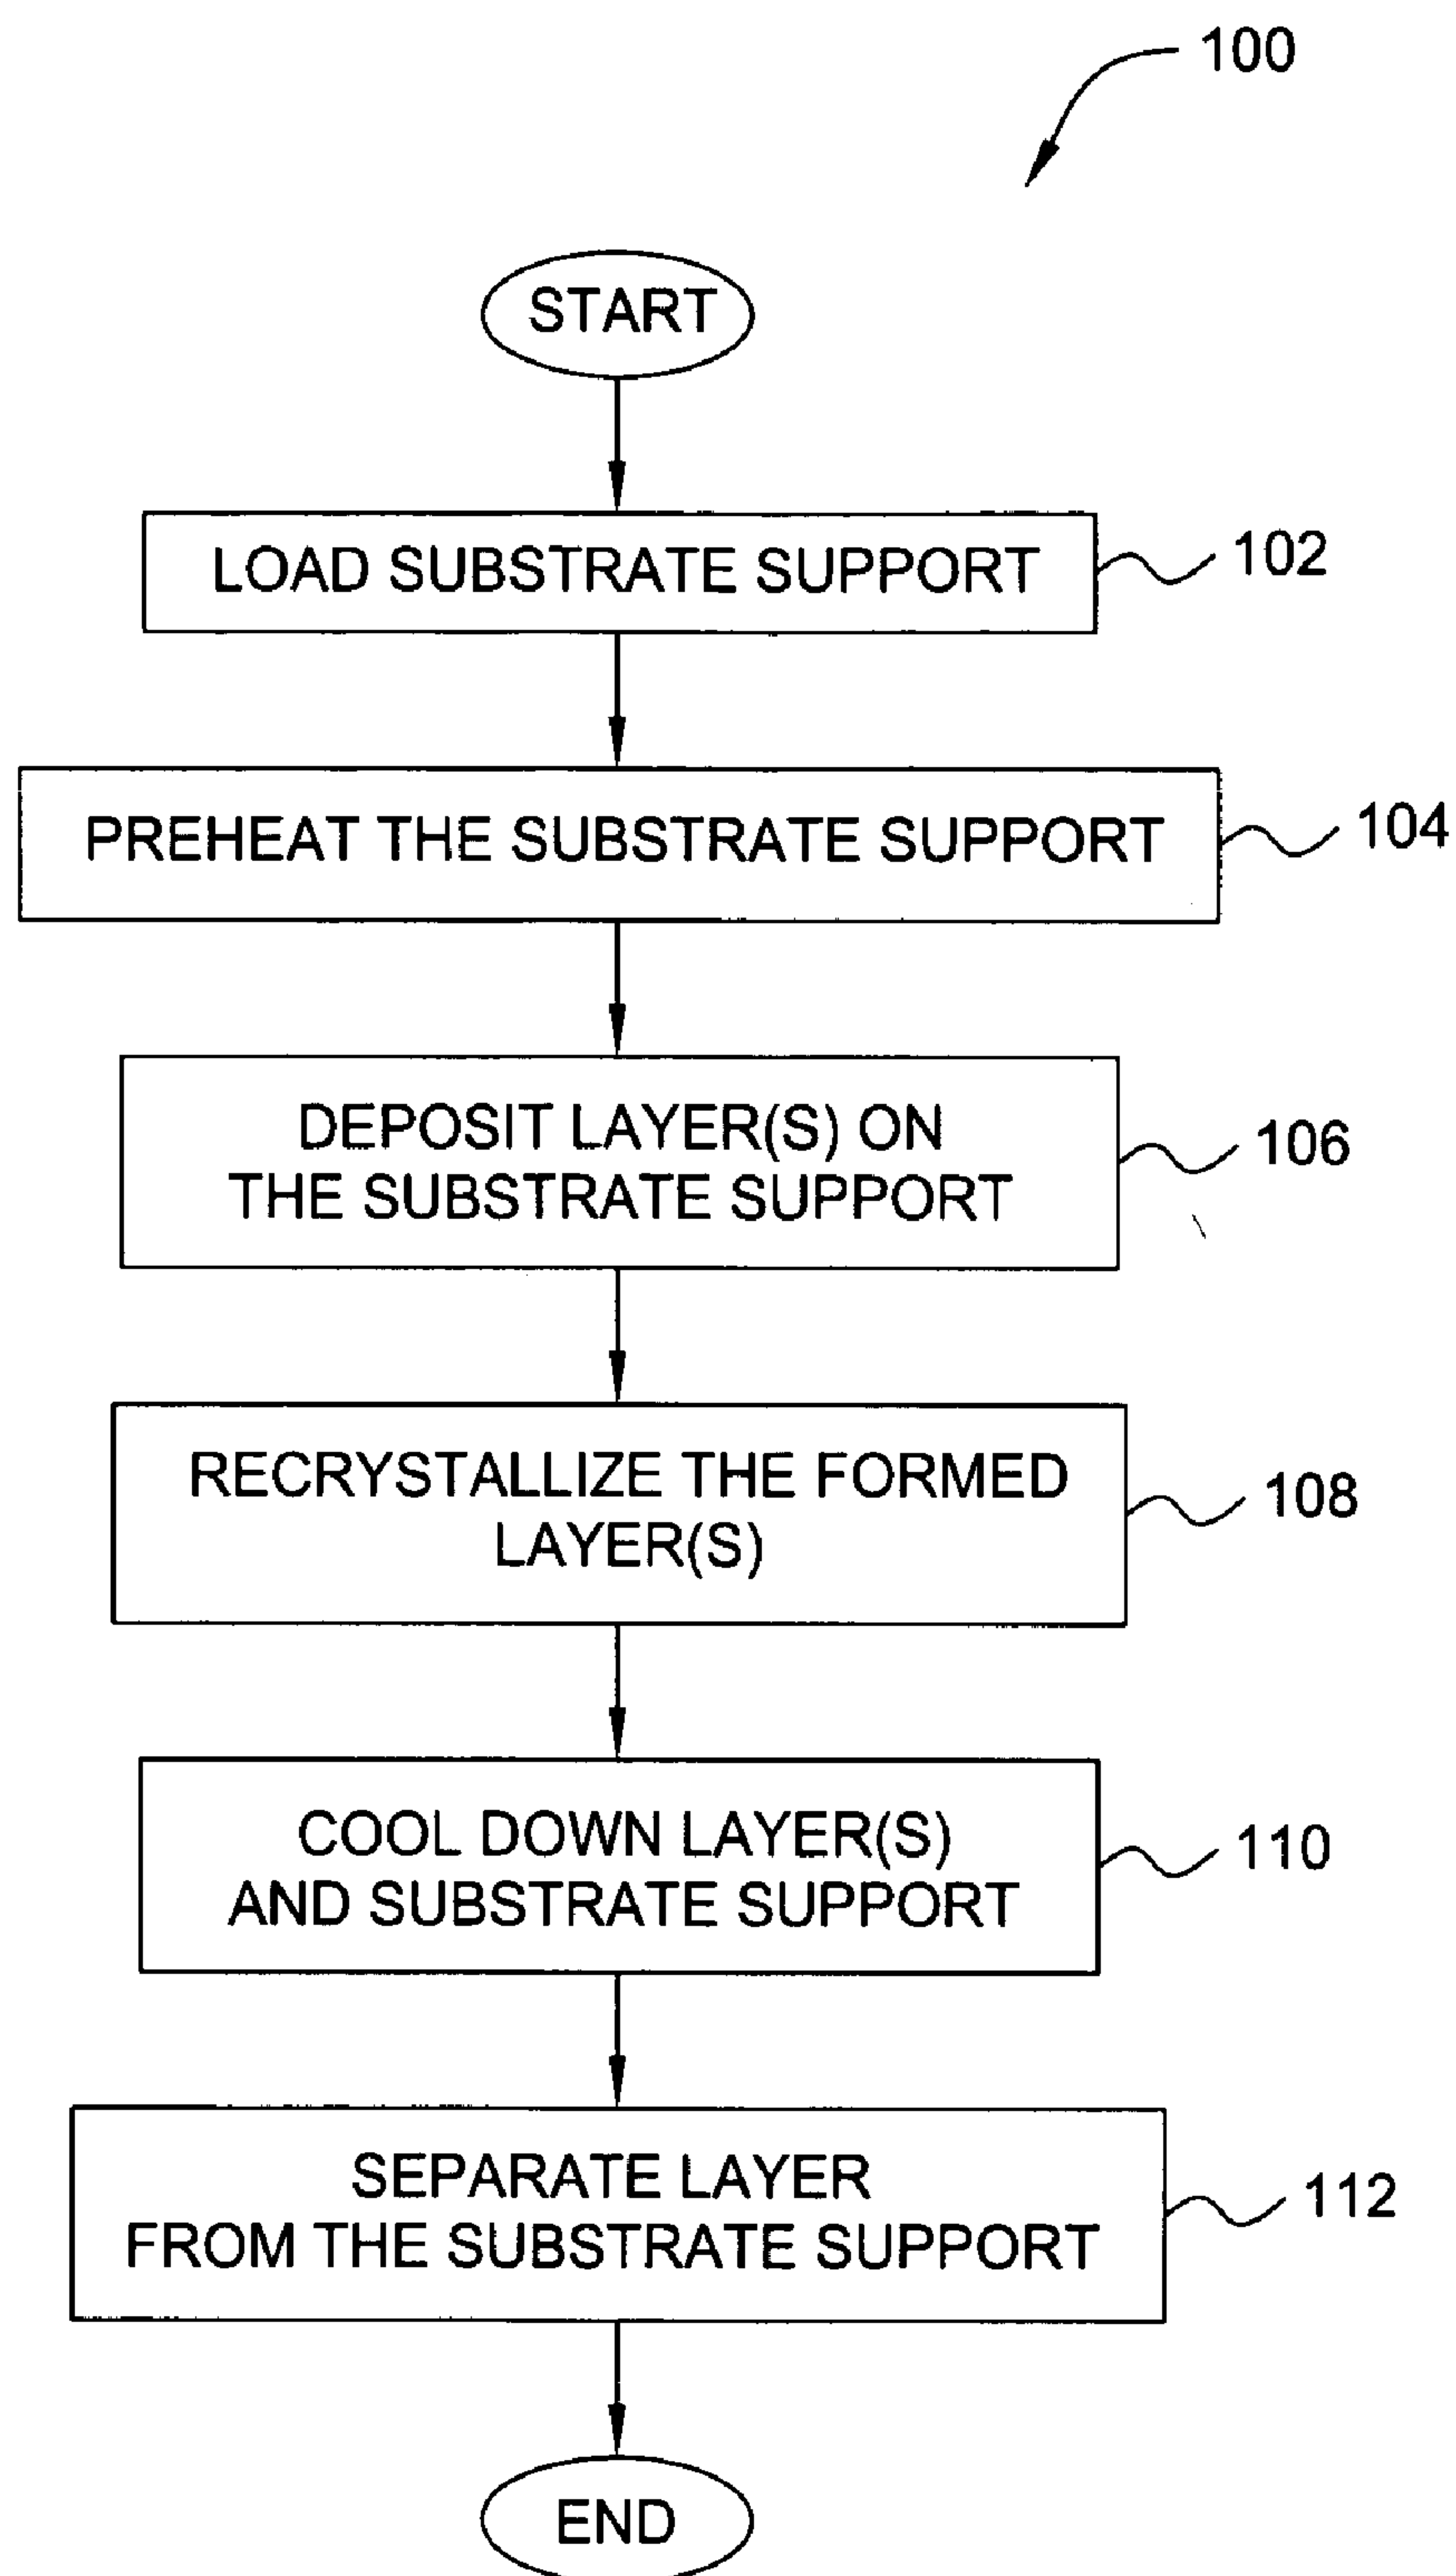 100
START
LOAD SUBSTRATE SUPPORT
102
PREHEAT THE SUBSTRATE SUPPORT
104
DEPOSIT LAYER(S) ON
THE SUBSTRATE SUPPORT
106
RECRYSTALLIZE THE FORMED
LAYER(S)
108
COOL DOWN LAYER(S)
AND SUBSTRATE SUPPORT
110
SEPARATE LAYER
FROM THE SUBSTRATE SUPPORT
112
END